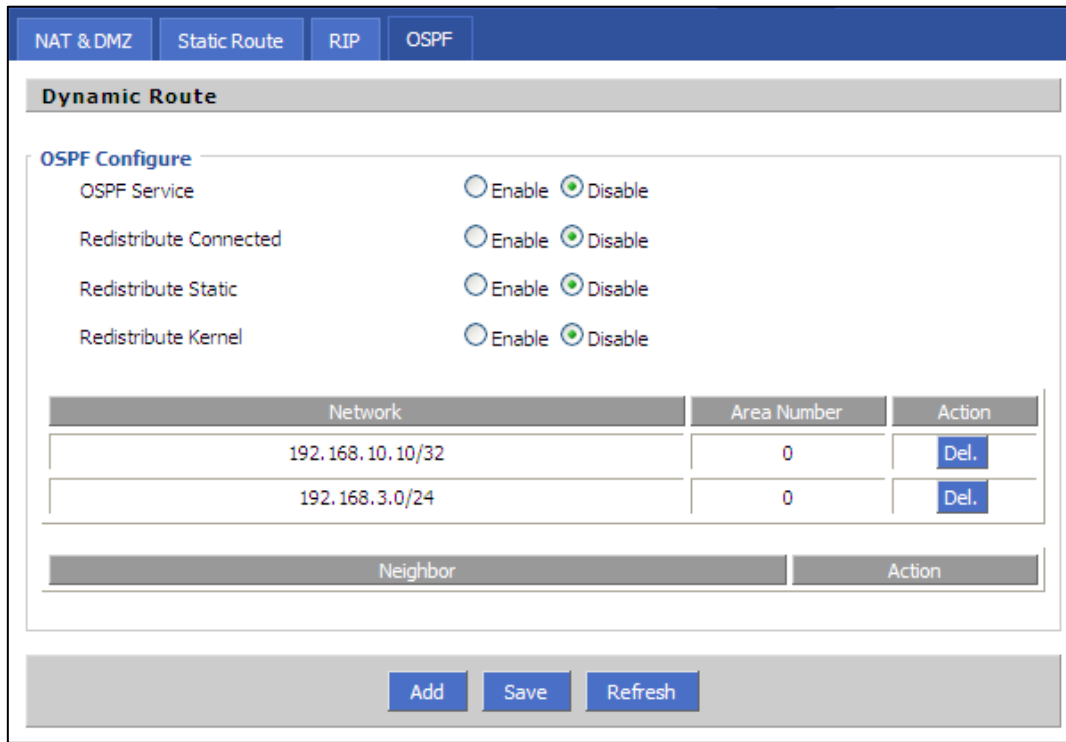 NAT & DMZ Static Route RIP OSPF
Dynamic Route
OSPF Configure
OSPF Service Enable Disable
Redistribute Connected Enable Disable
Redistribute Static Enable Disable
Redistribute Kernel Enable Disable
Network Area Number Action
192.168.10.10/32 0 Del.
192.168.3.0/24 0 Del.
Neighbor Action
Add Save Refresh